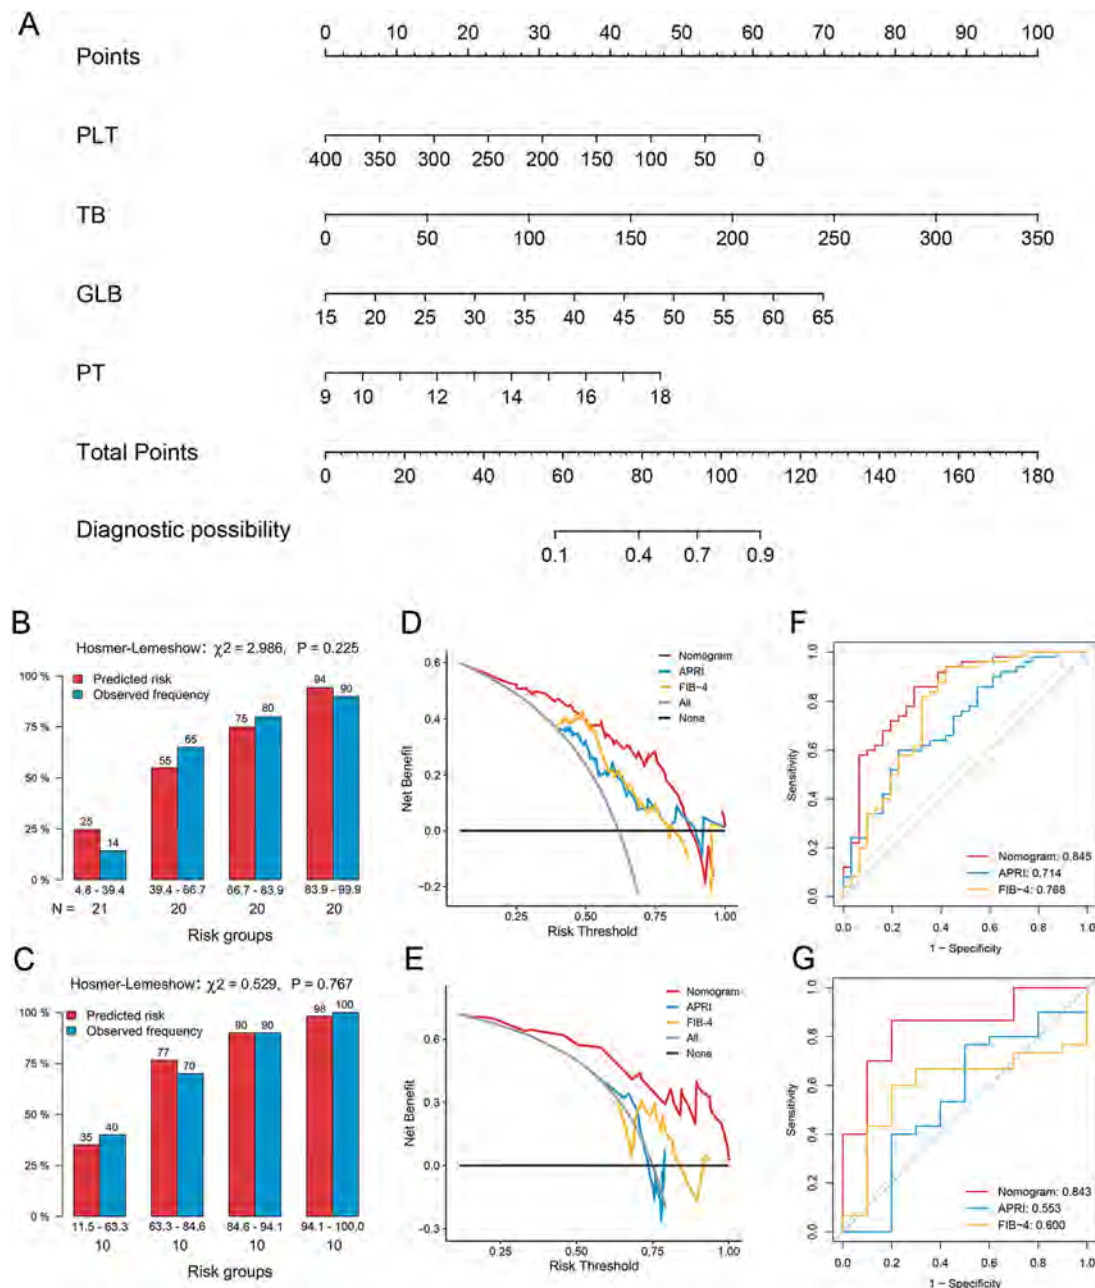 A
Points
0 10 20 30 40 50 60 70 80 90 100
PLT
400 350 300 250 200 150 100 50 0
TB
0 50 100 150 200 250 300 350
GLB
15 20 25 30 35 40 45 50 55 60 65
PT
9 10 11 12 13 14 15 16 17 18
Total Points
0 20 40 60 80 100 120 140 160 180
Diagnostic possibility
0.1 0.4 0.7 0.9
B
Hosmer-Lemeshow: χ2 = 2.986, P = 0.225
100 %
75 %
50 %
25 %
0 %
Predicted risk
Observed frequency
25 14 55 65 75 80 94 90
4.8 - 39.4 39.4 - 66.7 66.7 - 83.9 83.9 - 99.9
N = 21 20 20 20
Risk groups
C
Hosmer-Lemeshow: χ2 = 0.529, P = 0.767
100 %
75 %
50 %
25 %
0 %
Predicted risk
Observed frequency
35 40 77 70 90 90 98 100
11.5 - 63.3 63.3 - 84.6 84.6 - 94.1 94.1 - 100.0
10 10 10 10
Risk groups
D
Net Benefit
0.6
0.4
0.2
0.0
−0.2
Nomogram
APRI
FIB−4
All
None
0.25 0.50 0.75 1.00
Risk Threshold
E
Net Benefit
0.6
0.3
0.0
−0.3
Nomogram
APRI
FIB-4
All
None
0.25 0.50 0.75 1.00
Risk Threshold
F
Sensitivity
1.0
0.8
0.6
0.4
0.2
0.0
Nomogram: 0.845
APRI: 0.714
FIB−4: 0.768
0.0 0.2 0.4 0.6 0.8 1.0
1 − Specificity
G
Sensitivity
1.0
0.8
0.6
0.4
0.2
0.0
Nomogram: 0.843
APRI: 0.553
FIB−4: 0.600
0.0 0.2 0.4 0.6 0.8 1.0
1 − Specificity